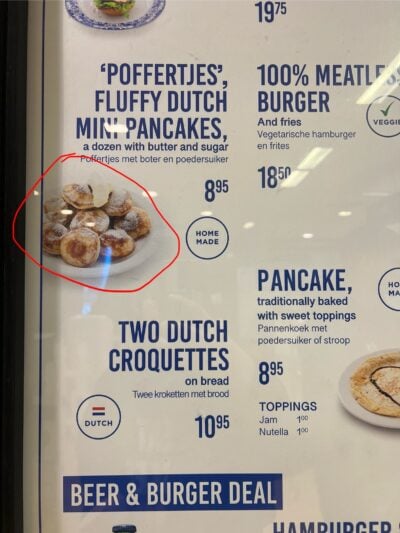 19⁷⁵
'POFFERTJES',
FLUFFY DUTCH
MINI PANCAKES,
a dozen with butter and sugar
Poffertjes met boter en poedersuiker
8⁹⁵
HOME
MADE
100% MEATLESS
BURGER
And fries
Vegetarische hamburger
en frites
VEGGIE
18⁵⁰
TWO DUTCH
CROQUETTES
on bread
Twee kroketten met brood
DUTCH
10⁹⁵
PANCAKE,
traditionally baked
with sweet toppings
Pannenkoek met
poedersuiker of stroop
HO
MA
8⁹⁵
TOPPINGS
Jam 1⁰⁰
Nutella 1⁰⁰
BEER & BURGER DEAL
HAMBURGER